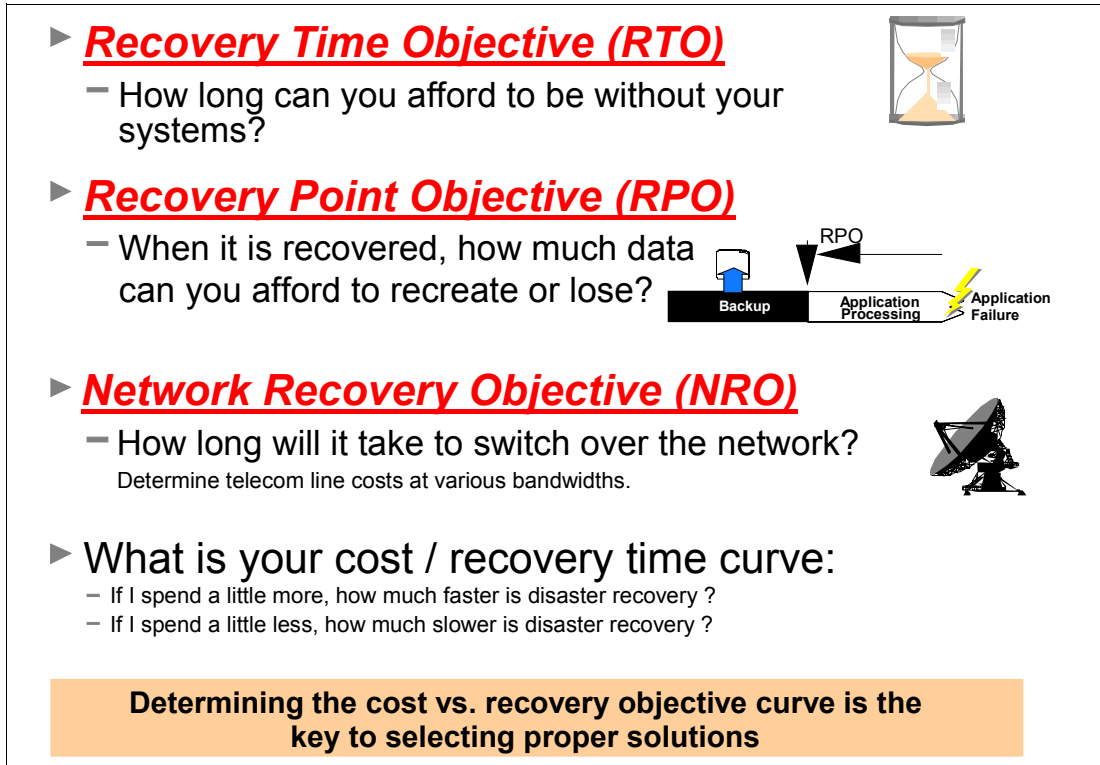 ► Recovery Time Objective (RTO)
– How long can you afford to be without your
systems?
► Recovery Point Objective (RPO)
– When it is recovered, how much data
can you afford to recreate or lose?
RPO
Backup
Application
Processing
Application
Failure
► Network Recovery Objective (NRO)
– How long will it take to switch over the network?
Determine telecom line costs at various bandwidths.
► What is your cost / recovery time curve:
– If I spend a little more, how much faster is disaster recovery ?
– If I spend a little less, how much slower is disaster recovery ?
Determining the cost vs. recovery objective curve is the
key to selecting proper solutions